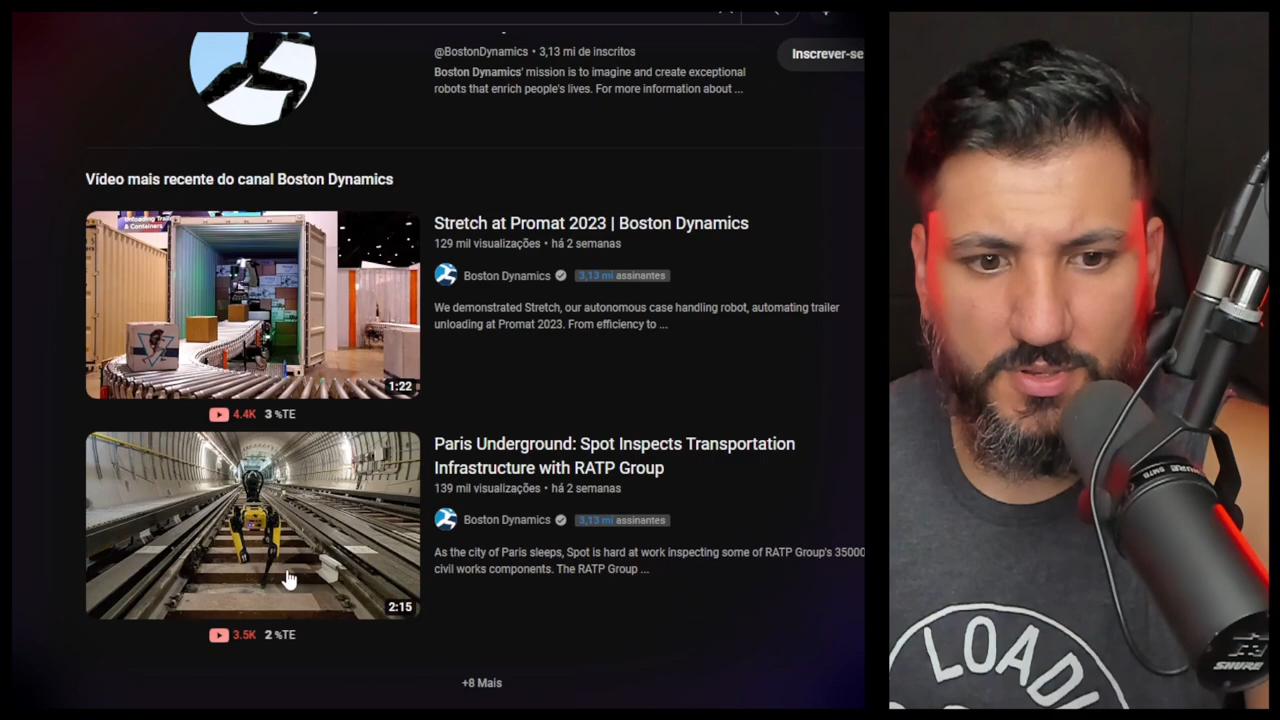 @BostonDynamics • 3,13 mi de inscritos
Inscrever-se
Boston Dynamics' mission is to imagine and create exceptional
robots that enrich people's lives. For more information about ...
Vídeo mais recente do canal Boston Dynamics
Unloading
& Containers
1:22
4.4K 3 %TE
Stretch at Promat 2023 | Boston Dynamics
129 mil visualizações • há 2 semanas
Boston Dynamics 3,13 mi assinantes
We demonstrated Stretch, our autonomous case handling robot, automating trailer
unloading at Promat 2023. From efficiency to ...
2:15
3.5K 2 %TE
Paris Underground: Spot Inspects Transportation
Infrastructure with RATP Group
139 mil visualizações • há 2 semanas
Boston Dynamics 3,13 mi assinantes
As the city of Paris sleeps, Spot is hard at work inspecting some of RATP Group's 35000
civil works components. The RATP Group ...
+8 Mais
SM7B
SHURE
LOADI